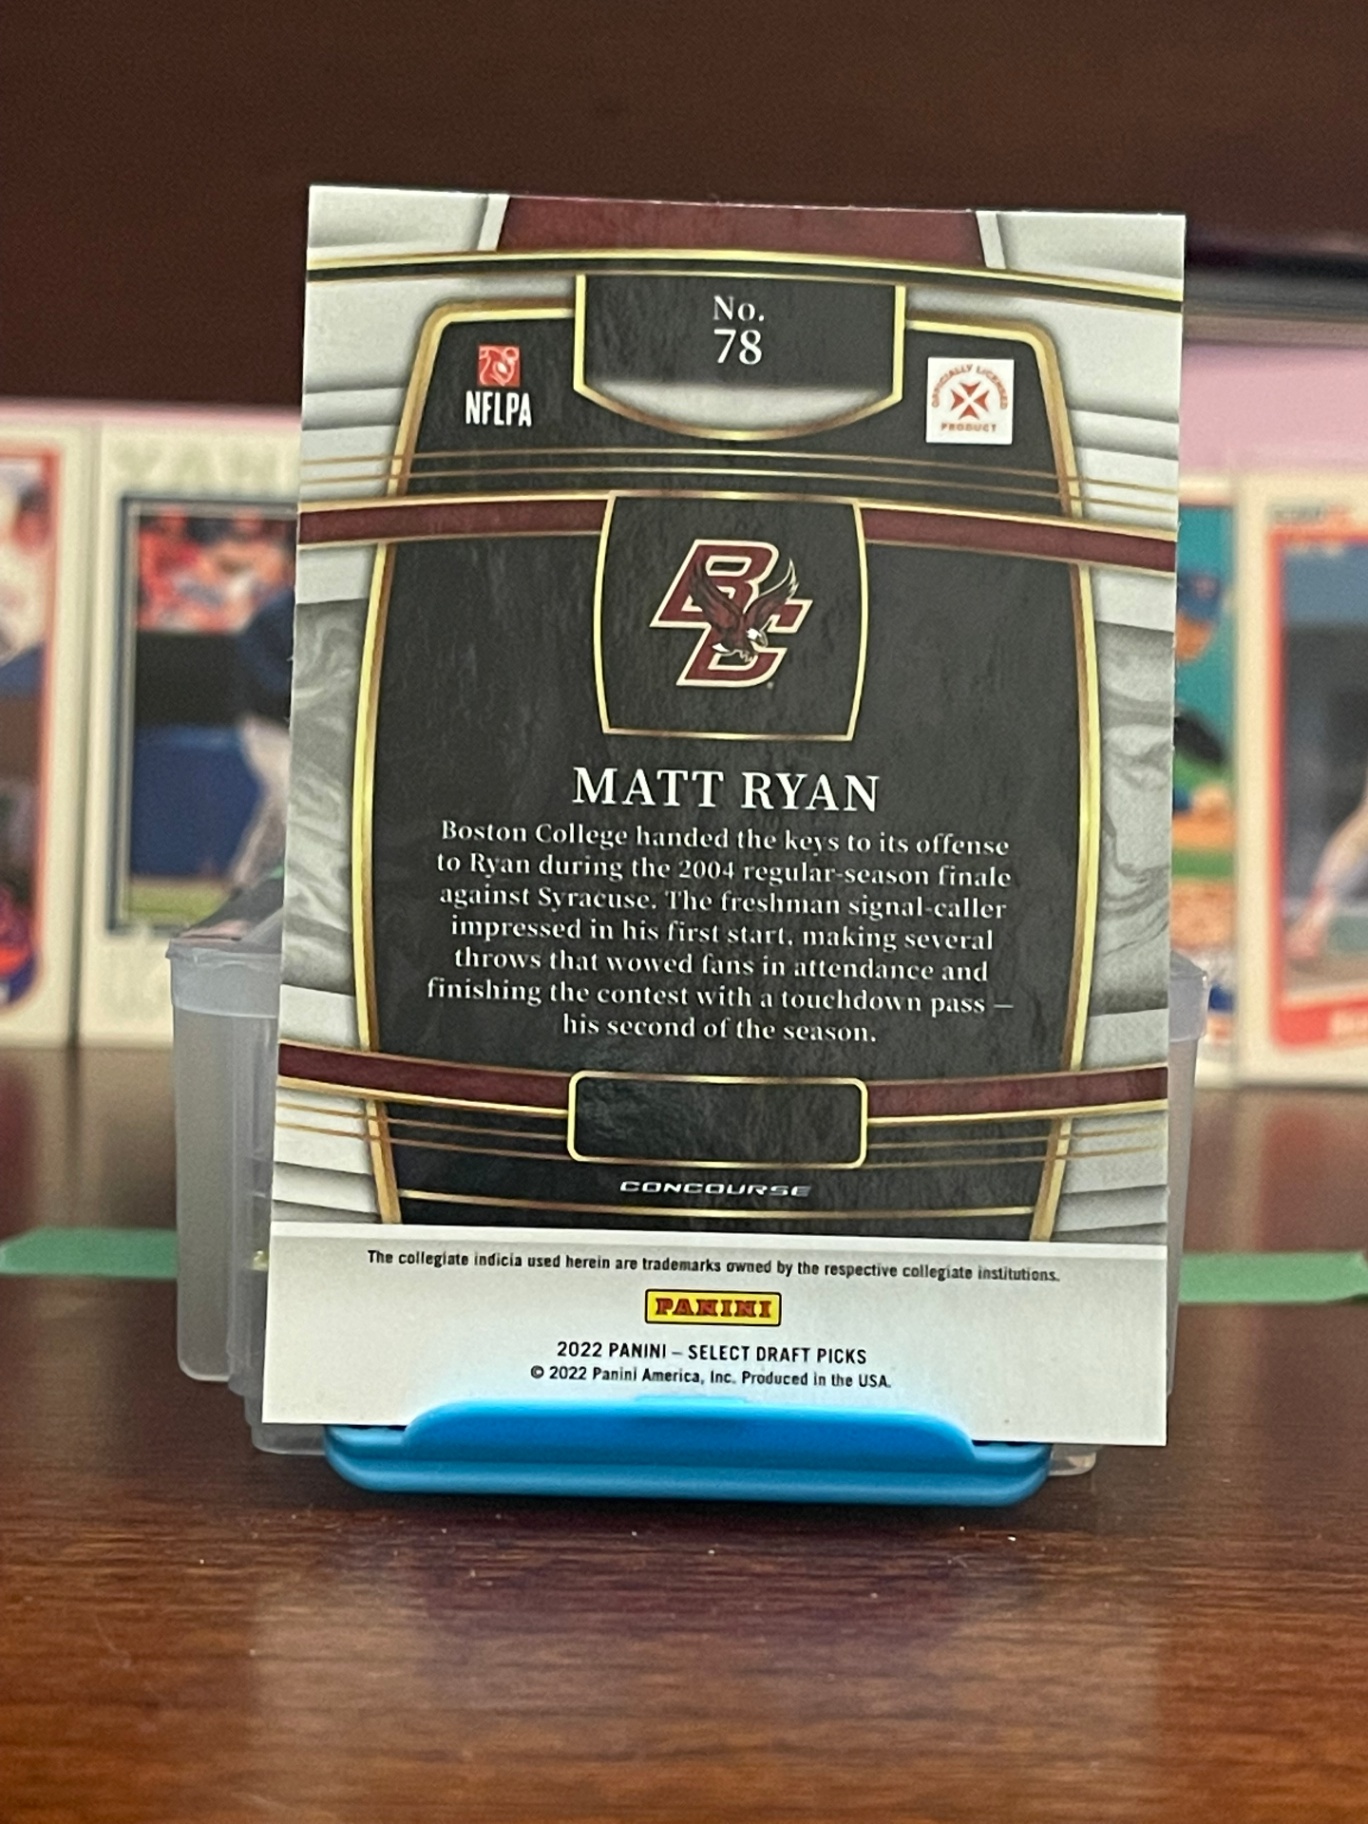 No.
78
NFLPA
OFFICIALLY LICENSED
PRODUCT
BC
MATT RYAN
Boston College handed the keys to its offense
to Ryan during the 2004 regular-season finale
against Syracuse. The freshman signal-caller
impressed in his first start, making several
throws that wowed fans in attendance and
finishing the contest with a touchdown pass —
his second of the season.
CONCOURSE
The collegiate indicia used herein are trademarks owned by the respective collegiate institutions.
PANINI
2022 PANINI – SELECT DRAFT PICKS
© 2022 Panini America, Inc. Produced in the USA.